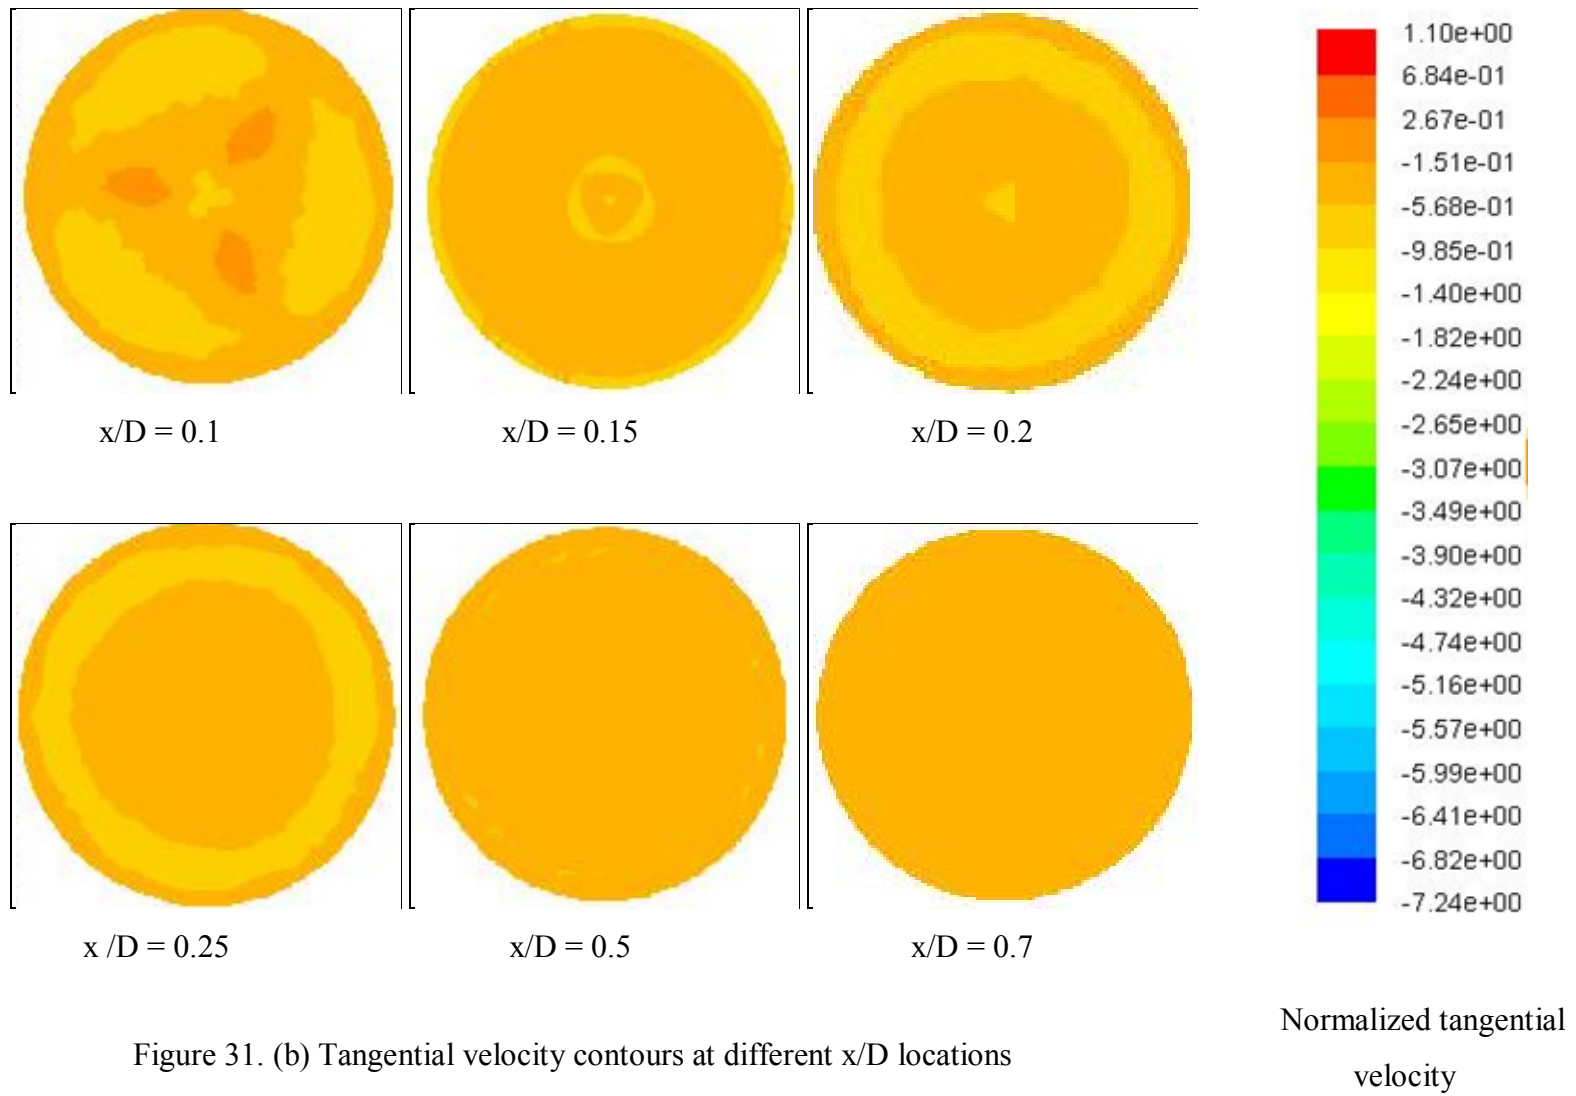 x/D = 0.1
x/D = 0.15
x/D = 0.2
x /D = 0.25
x/D = 0.5
x/D = 0.7
1.10e+00
6.84e-01
2.67e-01
-1.51e-01
-5.68e-01
-9.85e-01
-1.40e+00
-1.82e+00
-2.24e+00
-2.65e+00
-3.07e+00
-3.49e+00
-3.90e+00
-4.32e+00
-4.74e+00
-5.16e+00
-5.57e+00
-5.99e+00
-6.41e+00
-6.82e+00
-7.24e+00
Normalized tangential
velocity
Figure 31. (b) Tangential velocity contours at different x/D locations